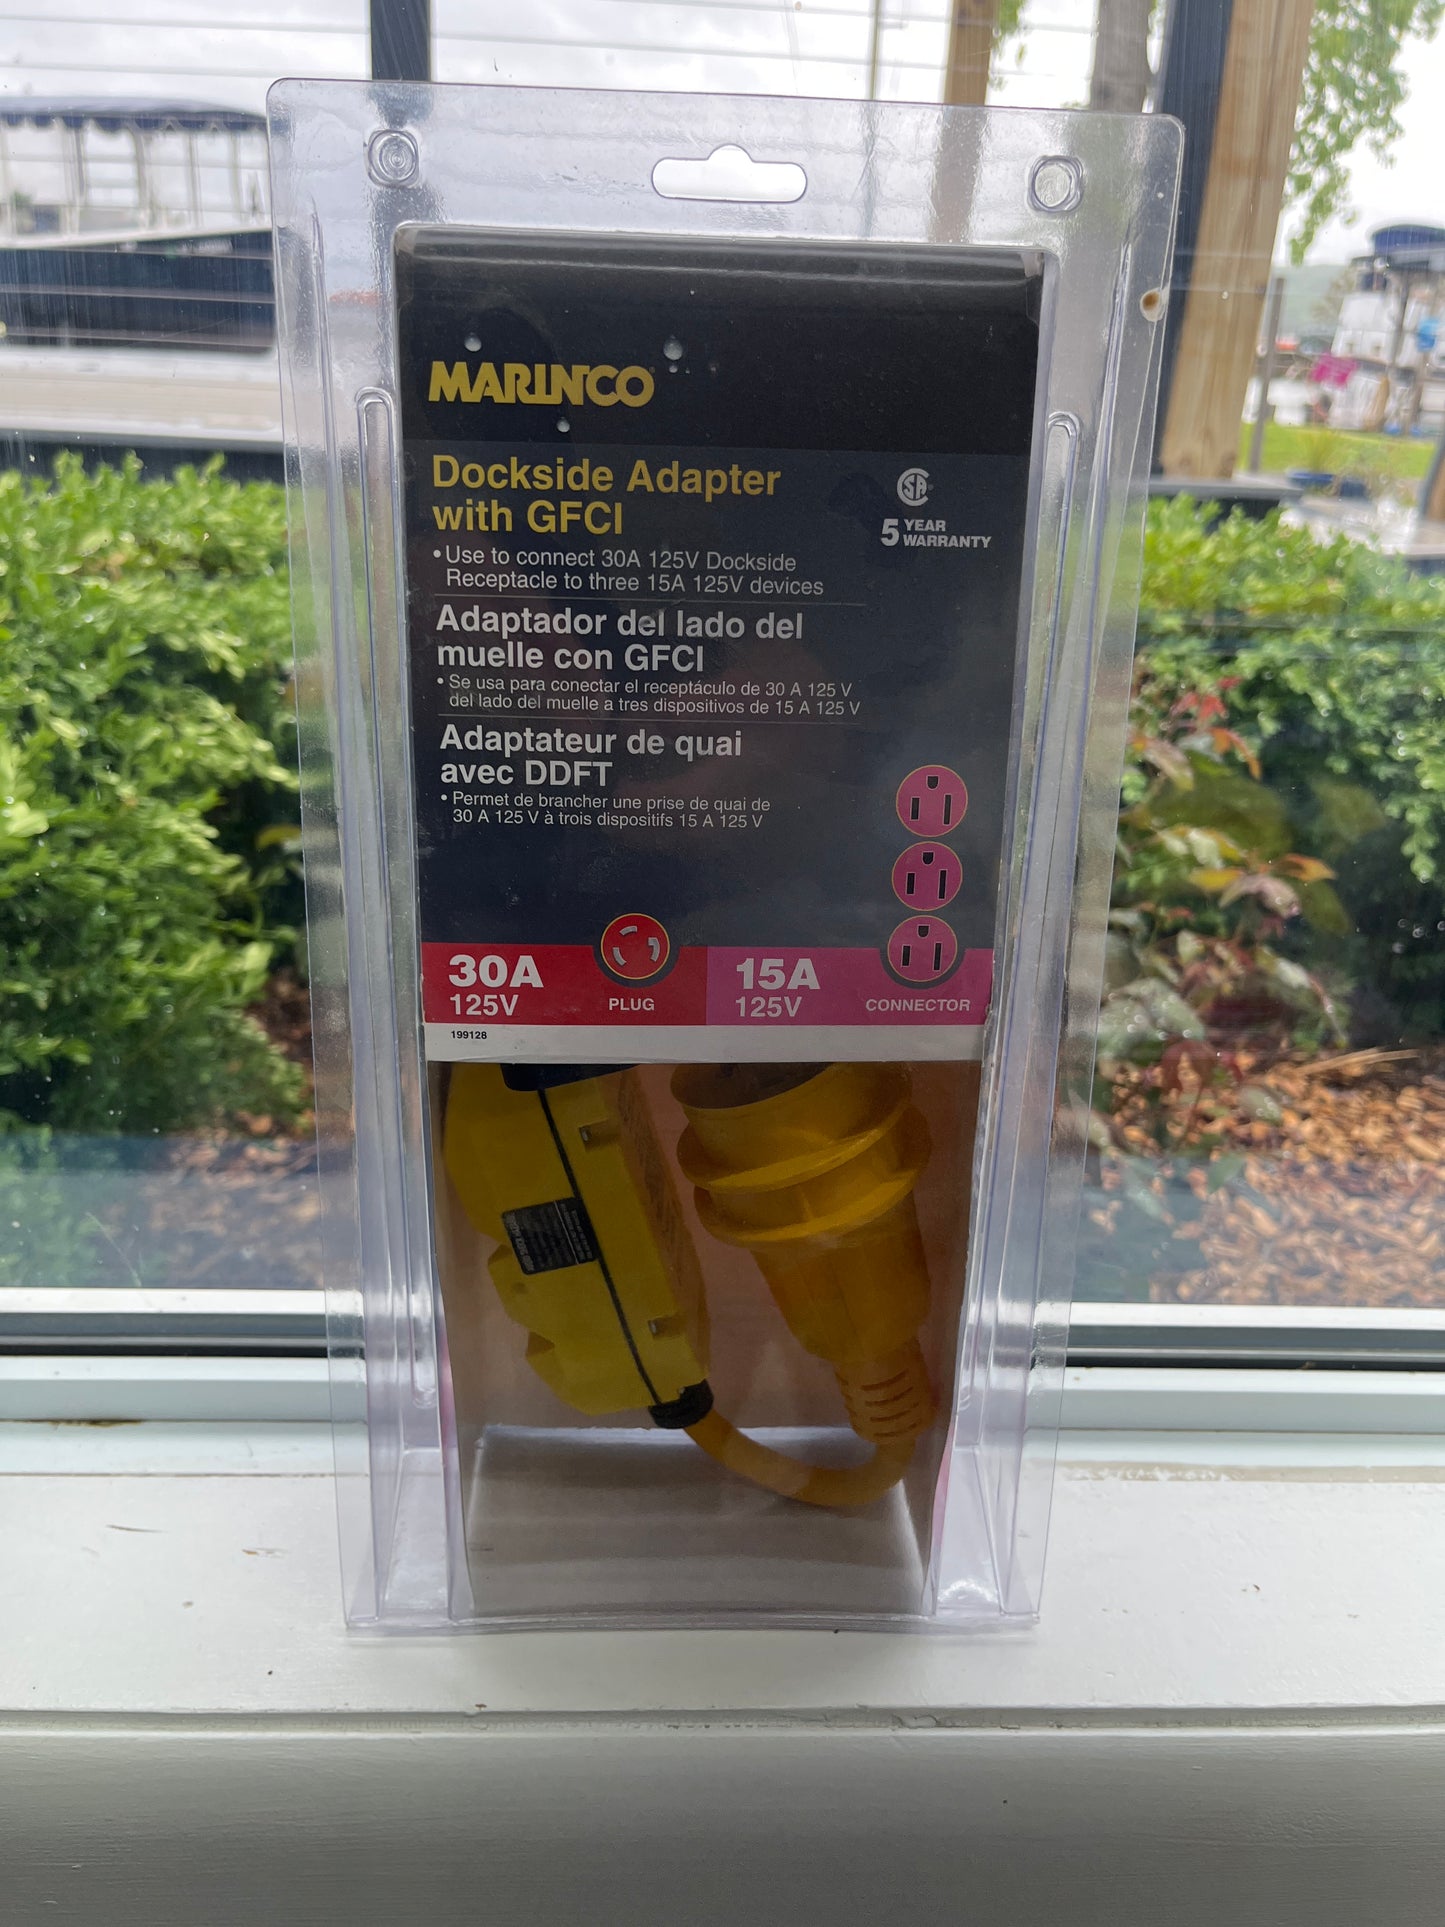 MARINCO
Dockside Adapter
with GFCI
• Use to connect 30A 125V Dockside
Receptacle to three 15A 125V devices
SA
5 YEAR
WARRANTY
Adaptador del lado del
muelle con GFCI
• Se usa para conectar el receptáculo de 30 A 125 V
del lado del muelle a tres dispositivos de 15 A 125 V
Adaptateur de quai
avec DDFT
• Permet de brancher une prise de quai de
30 A 125 V à trois dispositifs 15 A 125 V
30A
125V
PLUG
15A
125V
CONNECTOR
199128